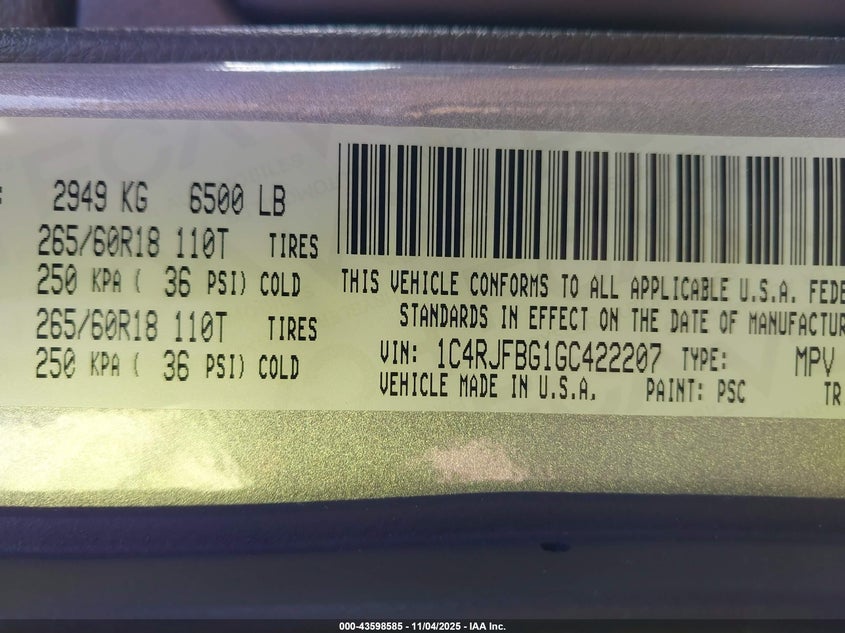 2949 KG 6500 LB
265/60R18 110T TIRES
250 KPA ( 36 PSI) COLD
265/60R18 110T TIRES
250 KPA ( 36 PSI) COLD
THIS VEHICLE CONFORMS TO ALL APPLICABLE U.S.A. FEDE
STANDARDS IN EFFECT ON THE DATE OF MANUFACTUR
VIN: 1C4RJFBG1GC422207 TYPE: MPV
VEHICLE MADE IN U.S.A. PAINT: PSC TR
000-43598585 - 11/04/2025 - IAA Inc.